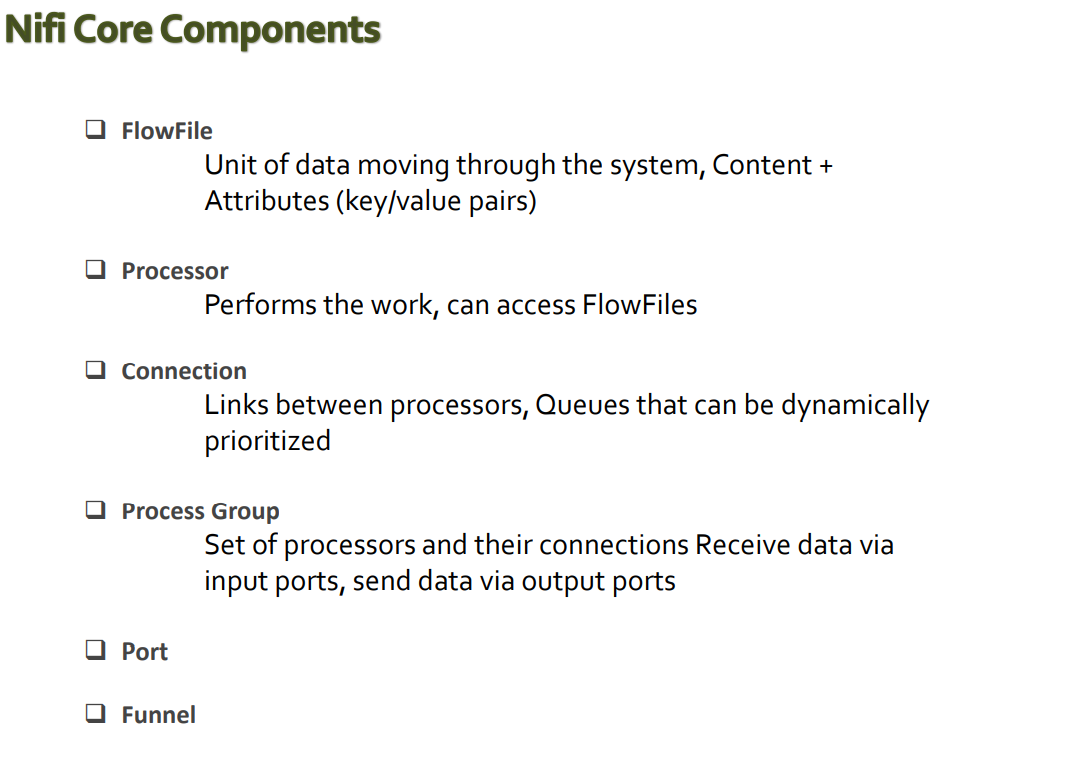 Nifi Core Components
FlowFile
Unit of data moving through the system, Content +
Attributes (key/value pairs)
Processor
Performs the work, can access FlowFiles
Connection
Links between processors, Queues that can be dynamically
prioritized
Process Group
Set of processors and their connections Receive data via
input ports, send data via output ports
Port
Funnel